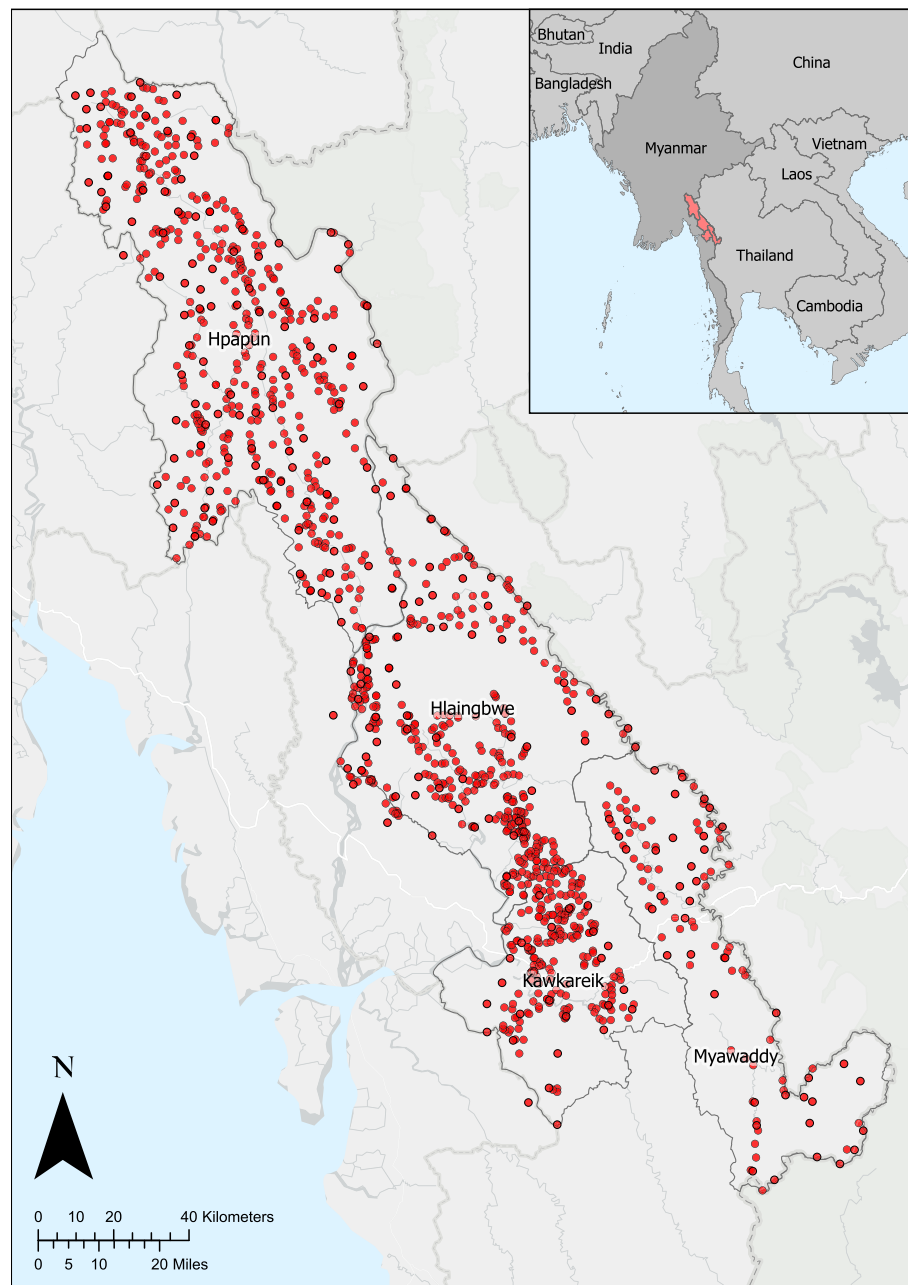 Bhutan
India
China
Bangladesh
Myanmar
Vietnam
Laos
Thailand
Cambodia
Hpapun
Hlaingbwe
Kawkareik
Myawaddy
N
0 10 20 40 Kilometers
0 5 10 20 Miles